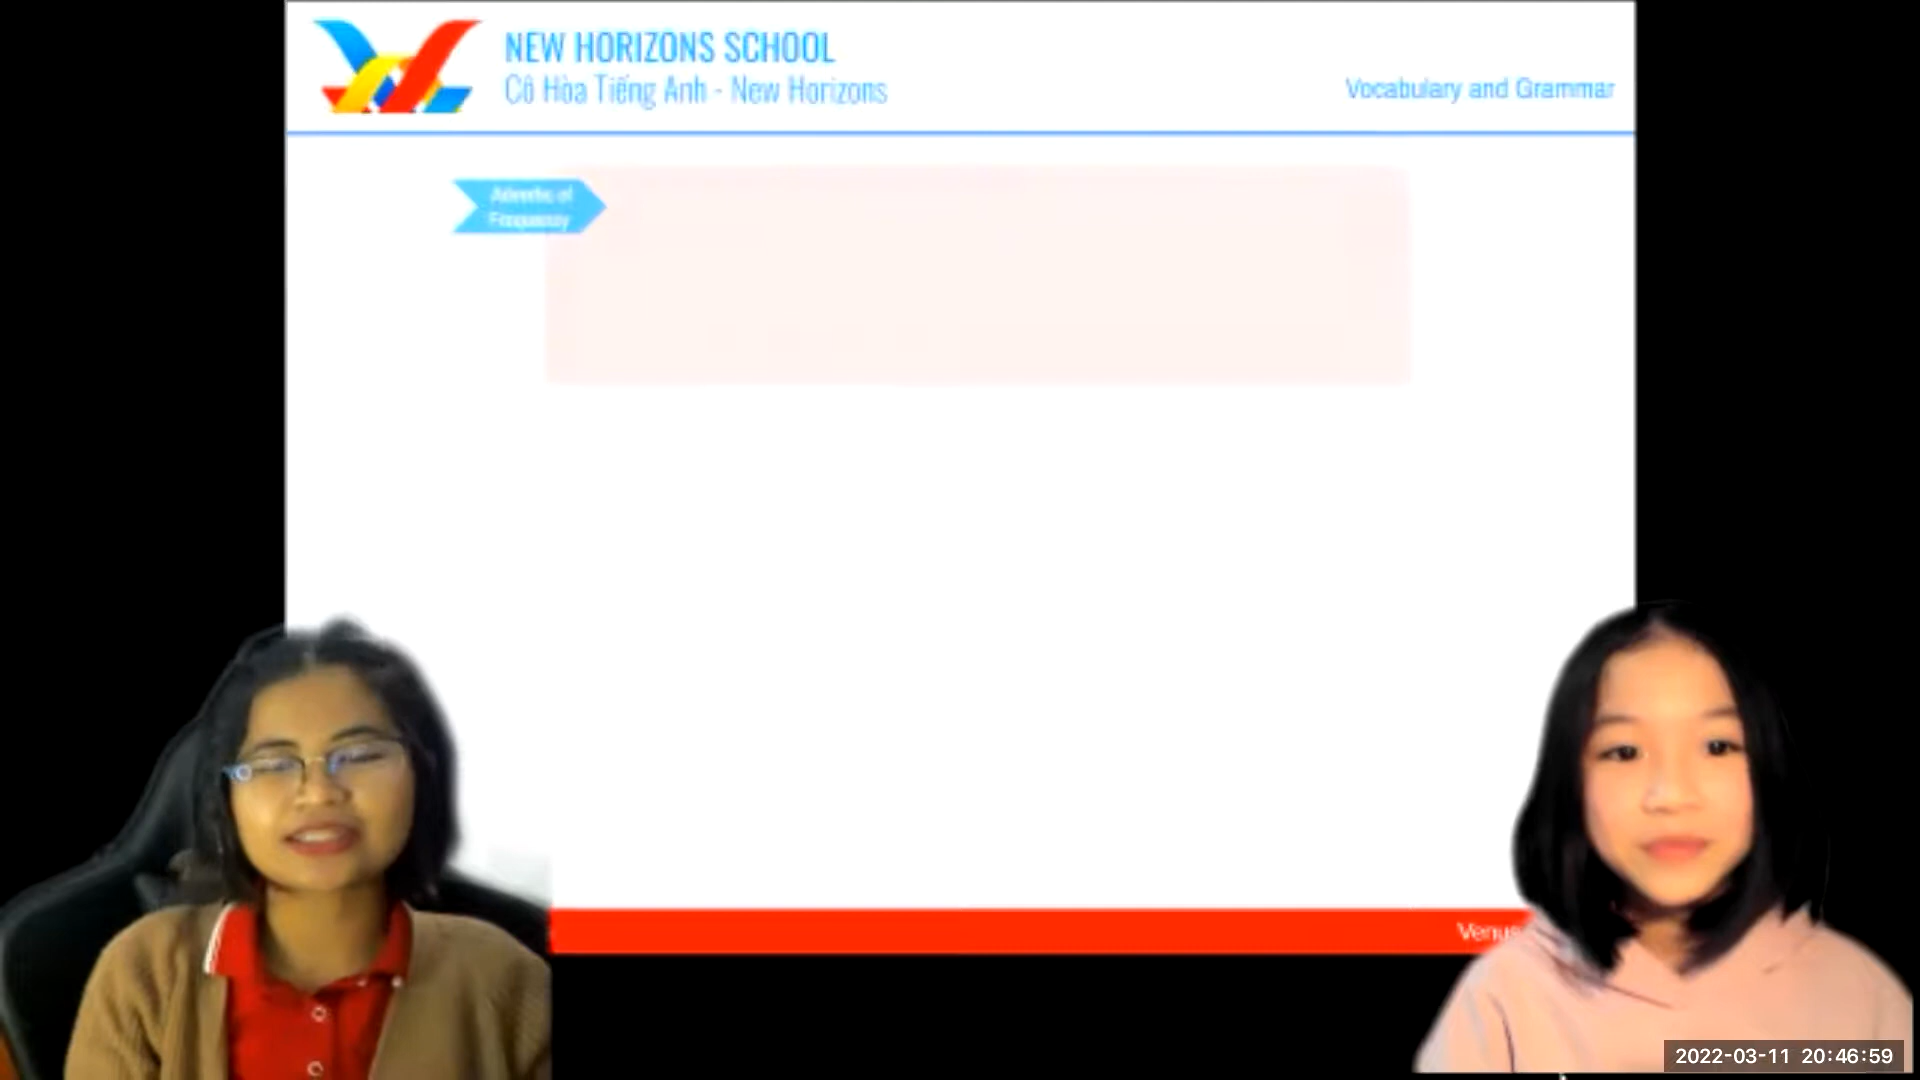 NEW HORIZONS SCHOOL
Cô Hòa Tiếng Anh - New Horizons
Vocabulary and Grammar
Adverbs of
Frequency
Venus
2022-03-11 20:46:59